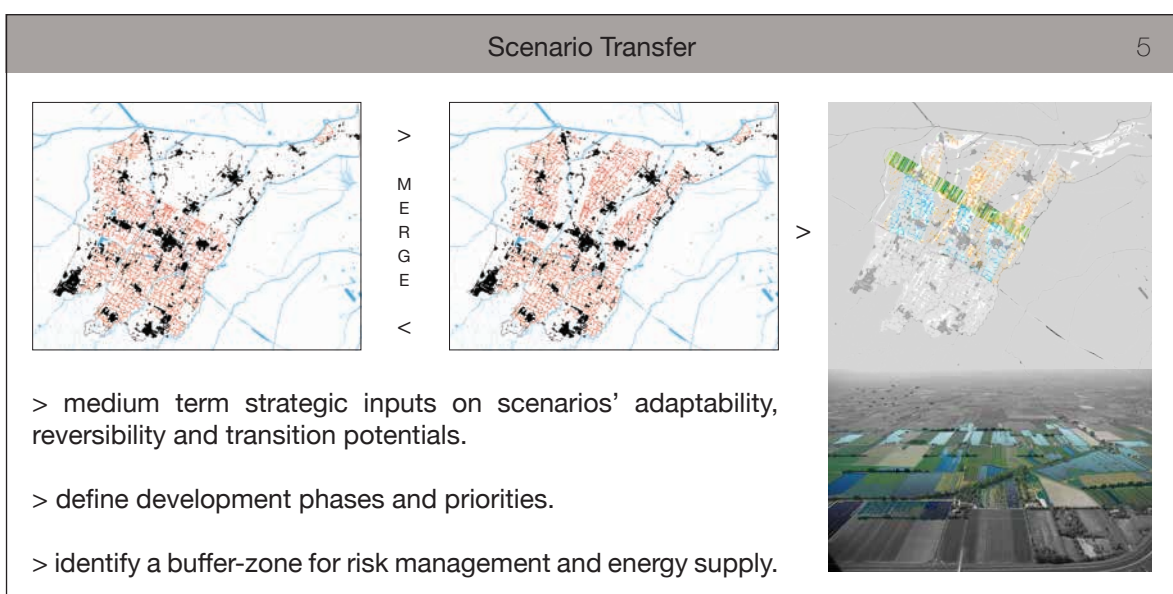 Scenario Transfer 5
>
M
E
R
G
E
<
>
> medium term strategic inputs on scenarios’ adaptability,
reversibility and transition potentials.
> define development phases and priorities.
> identify a buffer-zone for risk management and energy supply.